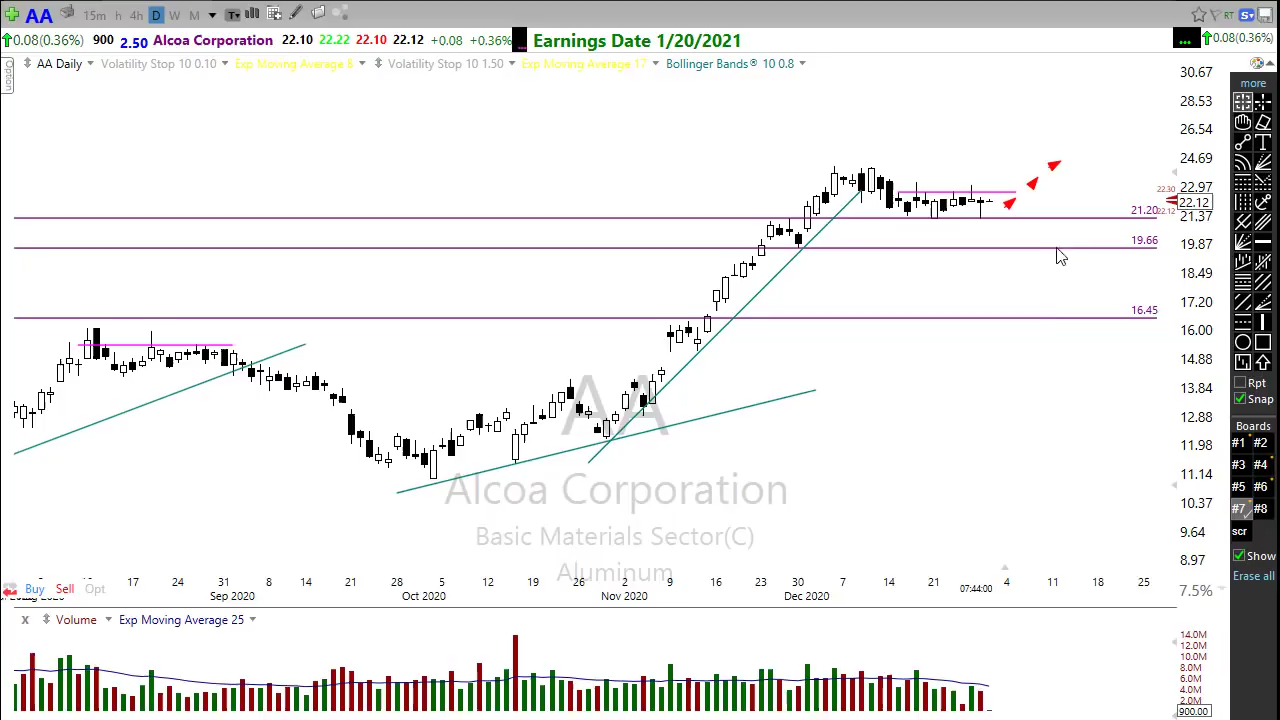 AA 15m h 4h D W M T RT S
0.08(0.36%) 900 2.50 Alcoa Corporation 22.10 22.22 22.10 22.12 +0.08 +0.36% ... Earnings Date 1/20/2021 ... 0.08(0.36%)
Option
AA Daily Volatility Stop 10 0.10 Exp Moving Average 8 Volatility Stop 10 1.50 Exp Moving Average 17 Bollinger Bands® 10 0.8
30.67
28.53
26.54
24.69
22.97
22.30
22.12
22.12
21.37
21.20
19.87
19.66
18.49
17.20
16.45
16.00
14.88
13.84
12.88
11.98
11.14
10.37
9.64
8.97
7.5%
AA
Alcoa Corporation
Basic Materials Sector(C)
Aluminum
17 24 31 8 14 21 28 5 12 19 26 2 9 16 23 30 7 14 21 07:44:00 4 11 18 25
Buy Sell Opt
Sep 2020 Oct 2020 Nov 2020 Dec 2020
x Volume Exp Moving Average 25
14.0M
12.0M
10.0M
8.0M
6.0M
4.0M
2.0M
900.00
more
T
Rpt
Snap
Boards
#1 #2
#3 #4
#5 #6
#7 #8
scr
Show
Erase all